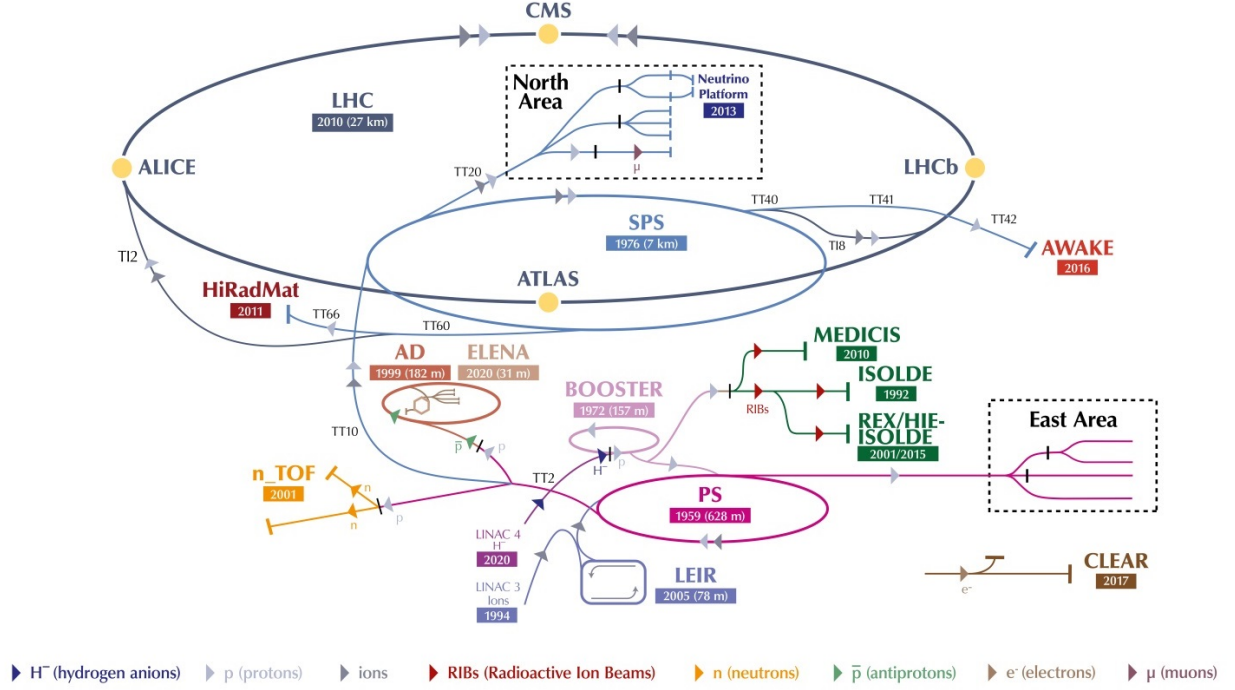 CMS
North
Area
Neutrino
Platform
2013
LHC
2010 (27 km)
ALICE
LHCb
TT20
μ
SPS
1976 (7 km)
TT40
TT41
TT42
TI8
AWAKE
2016
TI2
ATLAS
HiRadMat
2011
TT66
TT60
AD
1999 (182 m)
ELENA
2020 (31 m)
BOOSTER
1972 (157 m)
MEDICIS
2010
ISOLDE
1992
RIBs
REX/HIE-
ISOLDE
2001/2015
East Area
TT10
p̅
p
H⁻
p
n_TOF
2001
n
n
p
TT2
PS
1959 (628 m)
LINAC 4
H⁻
2020
LINAC 3
Ions
1994
LEIR
2005 (78 m)
CLEAR
2017
e⁻
H⁻ (hydrogen anions)
p (protons)
ions
RIBs (Radioactive Ion Beams)
n (neutrons)
p̅ (antiprotons)
e⁻ (electrons)
μ (muons)